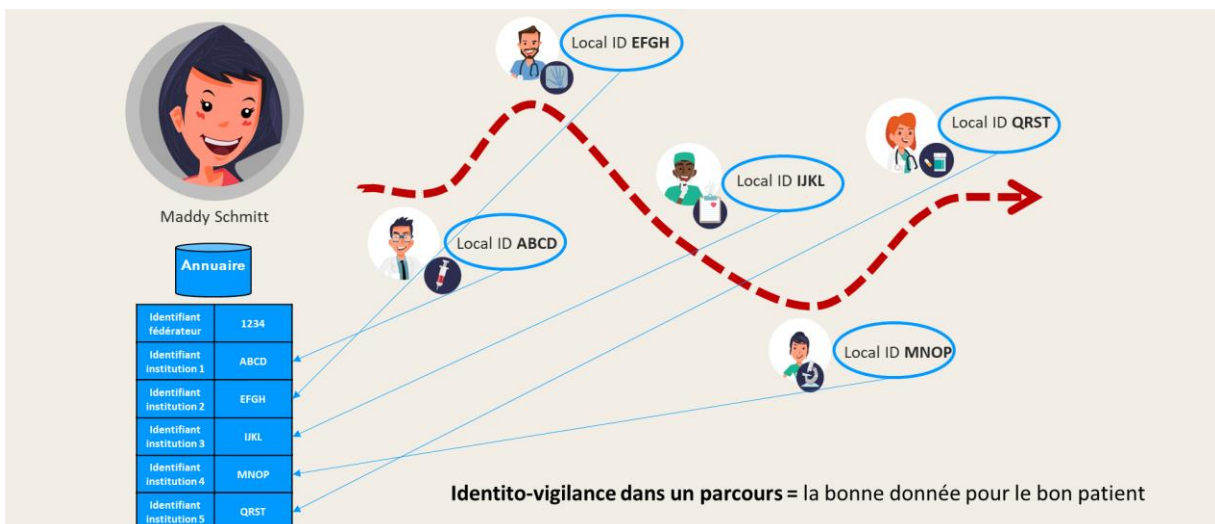 Maddy Schmitt
Annuaire
Identifiant fédérateur 1234
Identifiant institution 1 ABCD
Identifiant institution 2 EFGH
Identifiant institution 3 IJKL
Identifiant institution 4 MNOP
Identifiant institution 5 QRST
Local ID EFGH
Local ID ABCD
Local ID IJKL
Local ID QRST
Local ID MNOP
Identito-vigilance dans un parcours = la bonne donnée pour le bon patient